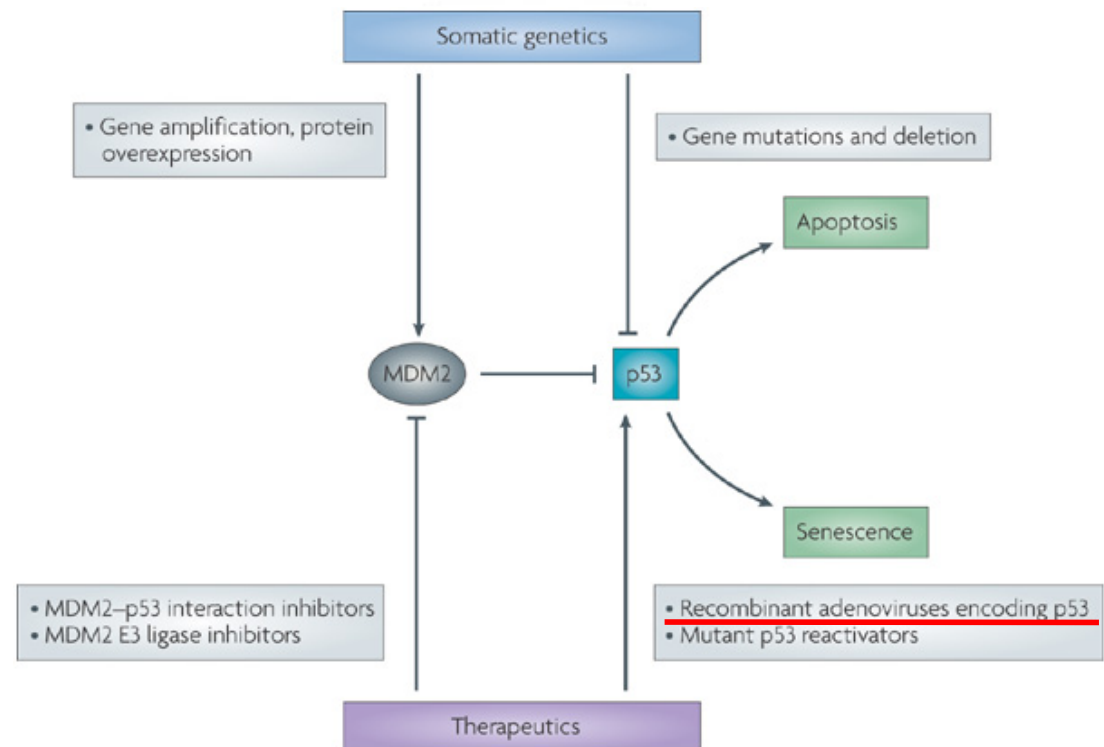 Somatic genetics
• Gene amplification, protein
overexpression
• Gene mutations and deletion
Apoptosis
MDM2
p53
Senescence
• MDM2–p53 interaction inhibitors
• MDM2 E3 ligase inhibitors
• Recombinant adenoviruses encoding p53
• Mutant p53 reactivators
Therapeutics